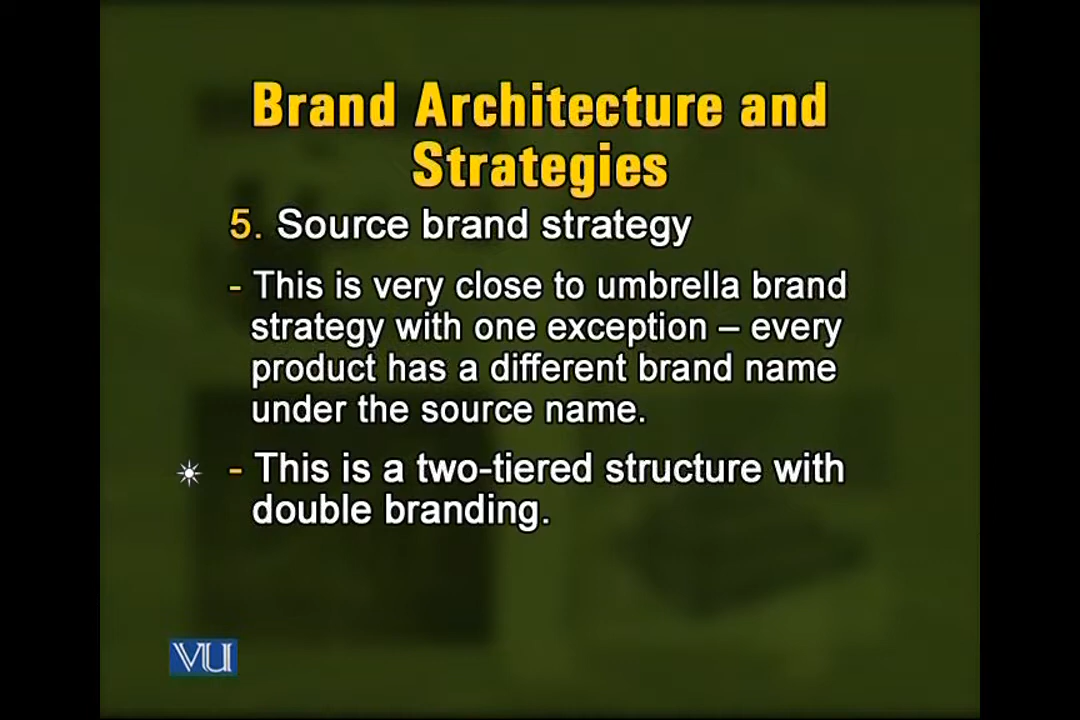 Brand Architecture and
Strategies
5. Source brand strategy
- This is very close to umbrella brand
strategy with one exception – every
product has a different brand name
under the source name.
- This is a two-tiered structure with
double branding.
VU